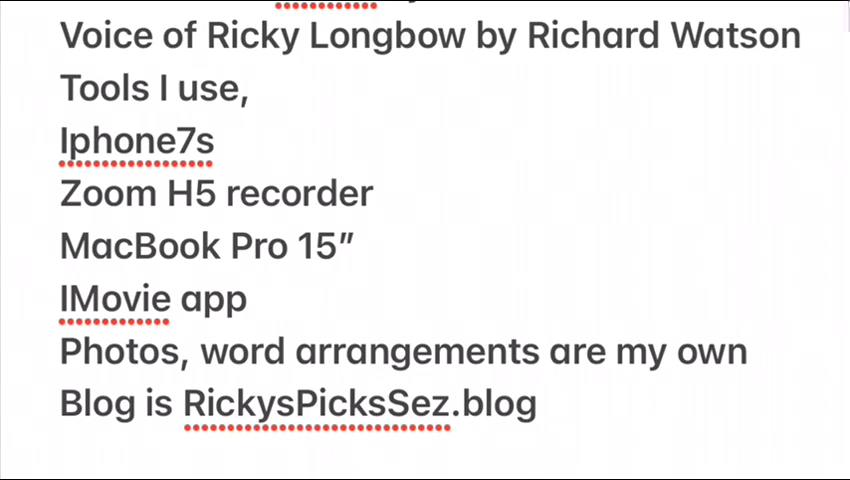 Voice of Ricky Longbow by Richard Watson
Tools I use,
Iphone7s
Zoom H5 recorder
MacBook Pro 15”
IMovie app
Photos, word arrangements are my own
Blog is RickysPicksSez.blog